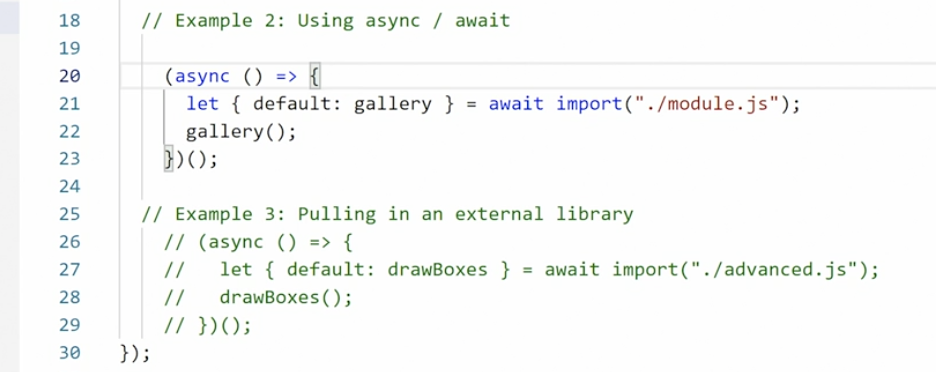 18 // Example 2: Using async / await
19
20 (async () => {
21 let { default: gallery } = await import("./module.js");
22 gallery();
23 })();
24
25 // Example 3: Pulling in an external library
26 // (async () => {
27 //   let { default: drawBoxes } = await import("./advanced.js");
28 //   drawBoxes();
29 // })();
30 });